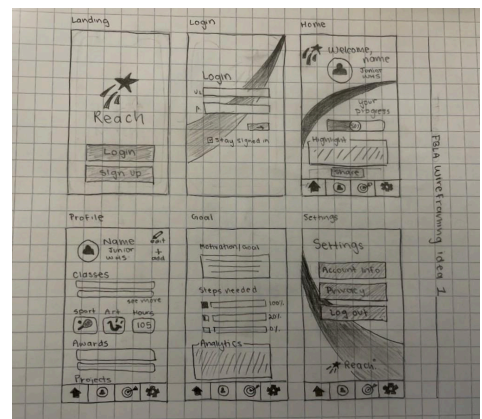 Landing
Reach
Login
Sign up
Login
Login
Stay signed in
Home
Welcome,
name
Junior
WHS
your
progress
Highlight
Share
Profile
Name
Junior
WHS
edit
+
add
Classes
see more
Sport
Art
Hours
105
Awards
Projects
Goal
Motivation/Goal
Steps needed
100%
20%
0%
Analytics
Settings
Settings
Account info
Privacy
Log out
Reach
FBLA Wireframing idea 1